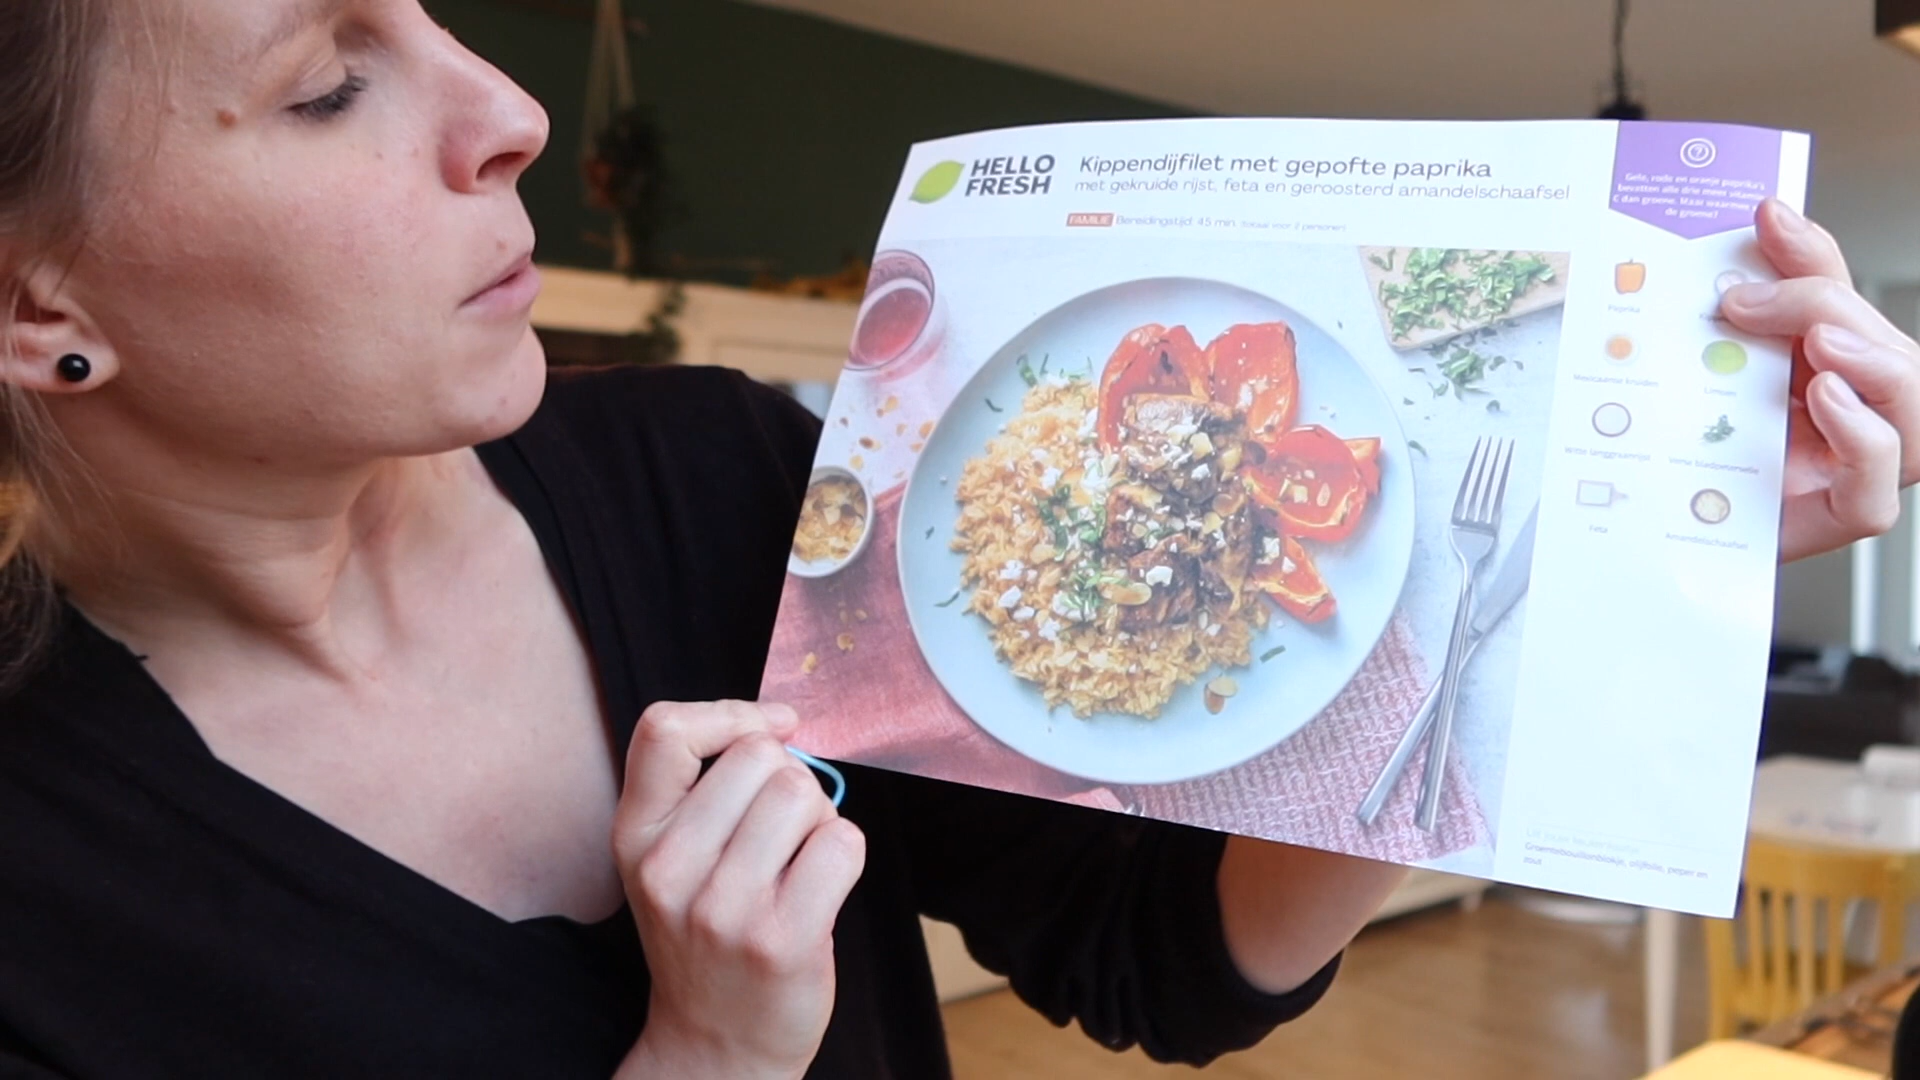 HELLO
FRESH
Kippendijfilet met gepofte paprika
met gekruide rijst, feta en geroosterd amandelschaafsel
FAMILIE Bereidingstijd: 45 min.
Gele, rode en oranje paprika's
bevatten alle drie meer vitamine
C dan groene. Maar waarmee
de groene?
Paprika
Mexicaanse kruiden
Limoen
Witte langgraanrijst
Verse bladpeterselie
Feta
Amandelschaafsel
Groentebouillonblokje, olijfolie, peper en
zout